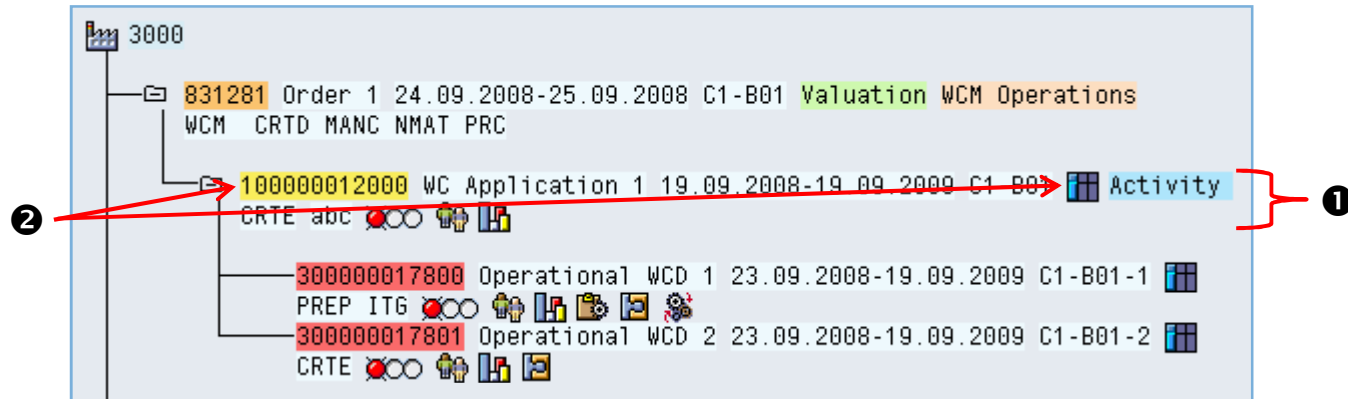 3000
831281 Order 1 24.09.2008-25.09.2008 C1-B01 Valuation WCM Operations
WCM CRTD MANC NMAT PRC
100000012000 WC Application 1 19.09.2008-19.09.2009 C1-B01 Activity
❶
CRTE abc
❷
300000017800 Operational WCD 1 23.09.2008-19.09.2009 C1-B01-1
PREP ITG
300000017801 Operational WCD 2 23.09.2008-19.09.2009 C1-B01-2
CRTE